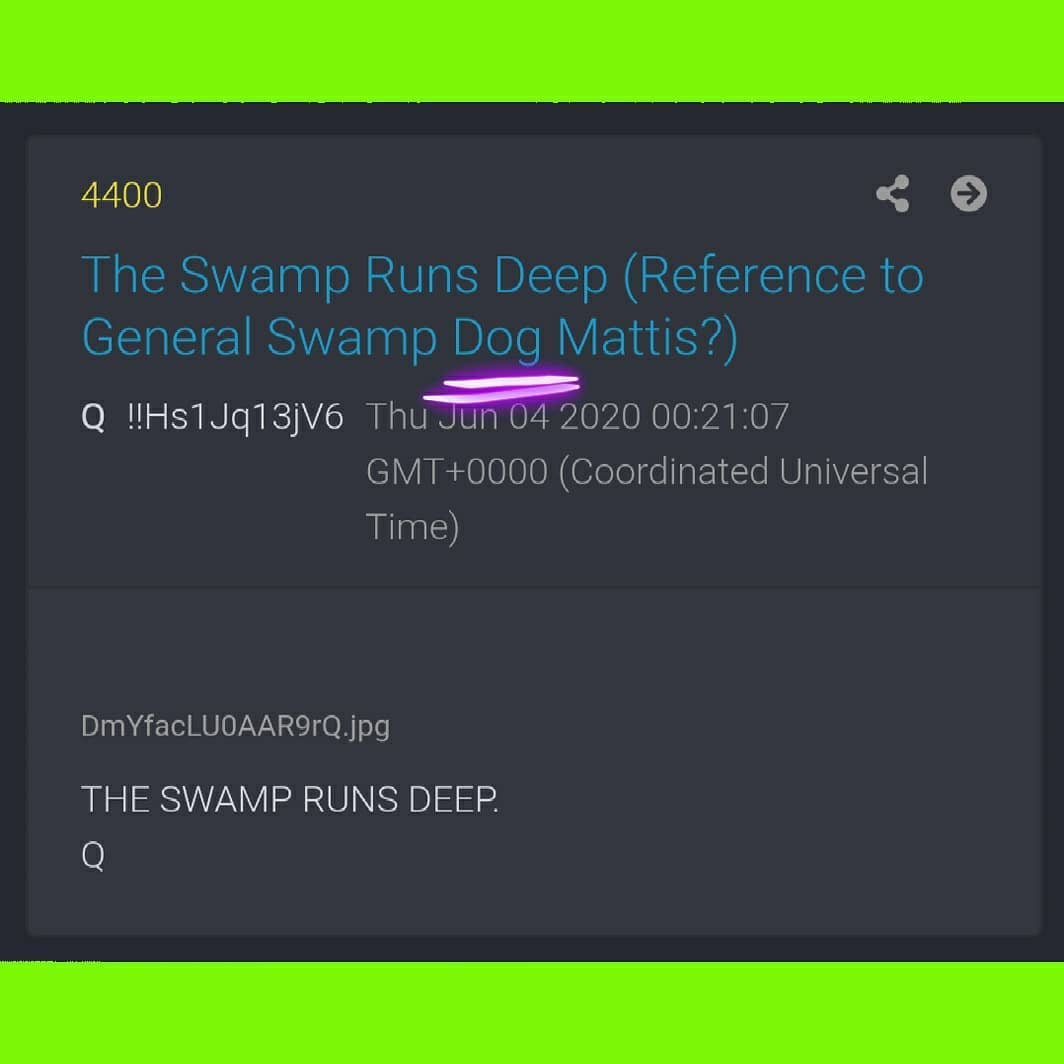 4400
The Swamp Runs Deep (Reference to
General Swamp Dog Mattis?)
Q !!Hs1Jq13jV6 Thu Jun 04 2020 00:21:07
GMT+0000 (Coordinated Universal
Time)
DmYfacLU0AAR9rQ.jpg
THE SWAMP RUNS DEEP.
Q